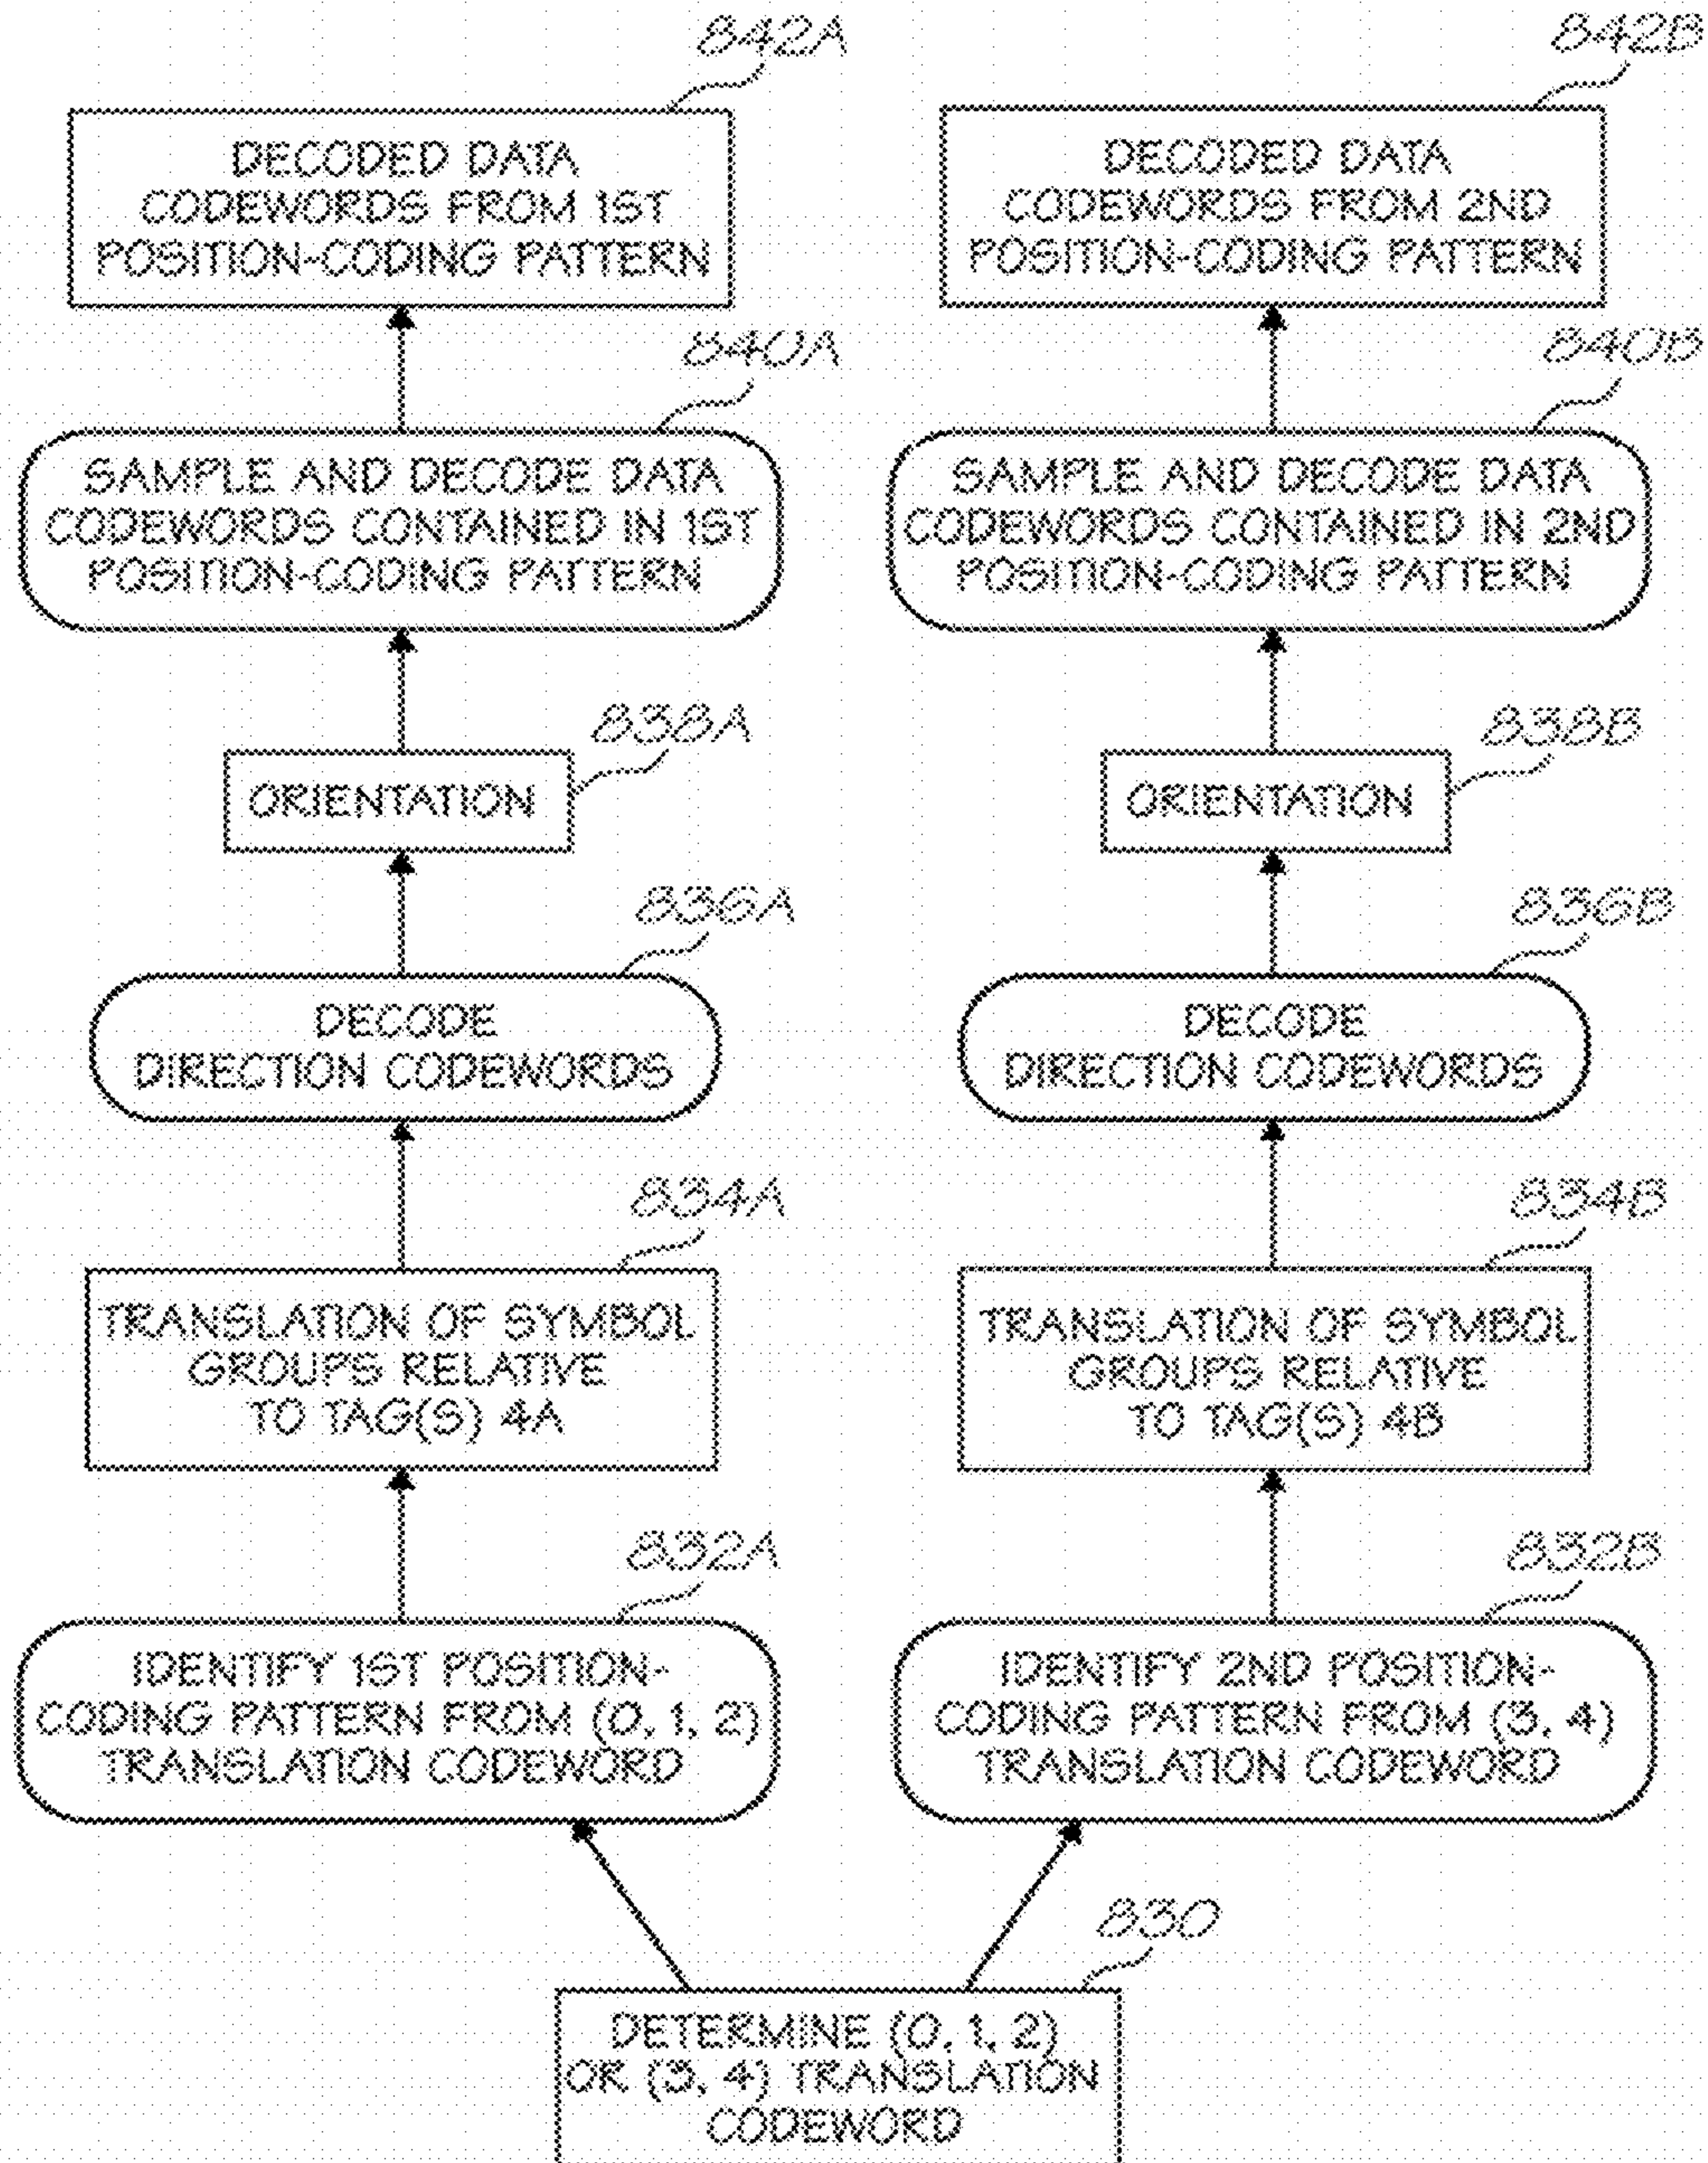 842A
842B
DECODED DATA
CODEWORDS FROM 1ST
POSITION-CODING PATTERN
DECODED DATA
CODEWORDS FROM 2ND
POSITION-CODING PATTERN
840A
840B
SAMPLE AND DECODE DATA
CODEWORDS CONTAINED IN 1ST
POSITION-CODING PATTERN
SAMPLE AND DECODE DATA
CODEWORDS CONTAINED IN 2ND
POSITION-CODING PATTERN
838A
838B
ORIENTATION
ORIENTATION
836A
836B
DECODE
DIRECTION CODEWORDS
DECODE
DIRECTION CODEWORDS
834A
834B
TRANSLATION OF SYMBOL
GROUPS RELATIVE
TO TAG(S) 4A
TRANSLATION OF SYMBOL
GROUPS RELATIVE
TO TAG(S) 4B
832A
832B
IDENTIFY 1ST POSITION-
CODING PATTERN FROM (0, 1, 2)
TRANSLATION CODEWORD
IDENTIFY 2ND POSITION-
CODING PATTERN FROM (3, 4)
TRANSLATION CODEWORD
830
DETERMINE (0, 1, 2)
OR (3, 4) TRANSLATION
CODEWORD